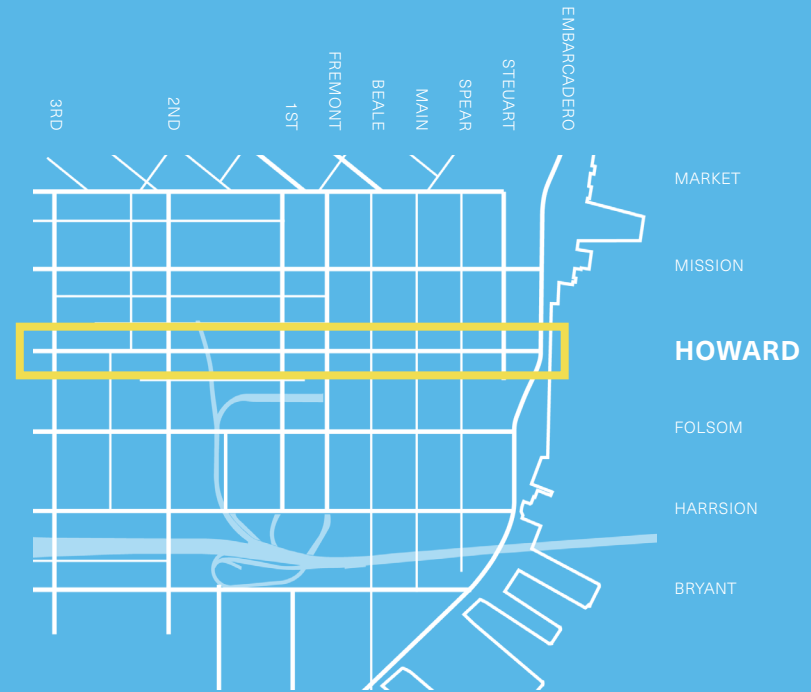 3RD
2ND
1ST
FREMONT
BEALE
MAIN
SPEAR
STEUART
EMBARCADERO
MARKET
MISSION
HOWARD
FOLSOM
HARRSION
BRYANT